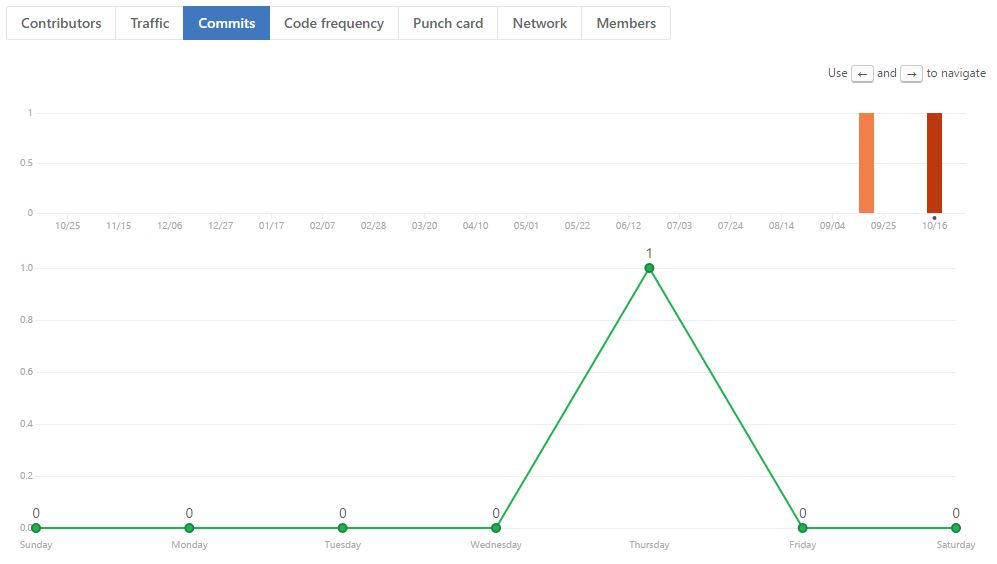 Contributors Traffic Commits Code frequency Punch card Network Members
Use ← and → to navigate
1
0.5
0
10/25 11/15 12/06 12/27 01/17 02/07 02/28 03/20 04/10 05/01 05/22 06/12 07/03 07/24 08/14 09/04 09/25 10/16
1
1.0
0.8
0.6
0.4
0.2
0 0 0 0 0 0
0.0
Sunday Monday Tuesday Wednesday Thursday Friday Saturday